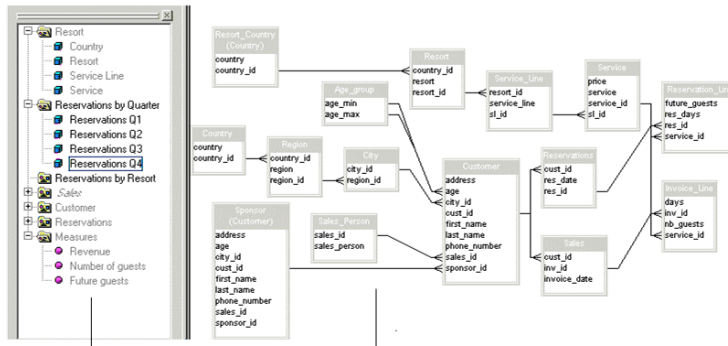 Resort
Country
Resort
Service Line
Service
Reservations by Quarter
Reservations Q1
Reservations Q2
Reservations Q3
Reservations Q4
Reservations by Resort
Sales
Customer
Reservations
Measures
Revenue
Number of guests
Future guests
Resort_Country
(Country)
country
country_id
Resort
country_id
resort
resort_id
Service_Line
resort_id
service_line
sl_id
Service
price
service
service_id
sl_id
Reservation_Line
future_guests
res_days
res_id
service_id
Age_group
age_min
age_max
Country
country
country_id
Region
country_id
region
region_id
City
city_id
region_id
Customer
address
age
city_id
cust_id
first_name
last_name
phone_number
sales_id
sponsor_id
Reservations
cust_id
res_date
res_id
Invoice_Line
days
inv_id
nb_guests
service_id
Sponsor
(Customer)
address
age
city_id
cust_id
first_name
last_name
phone_number
sales_id
sponsor_id
Sales_Person
sales_id
sales_person
Sales
cust_id
inv_id
invoice_date